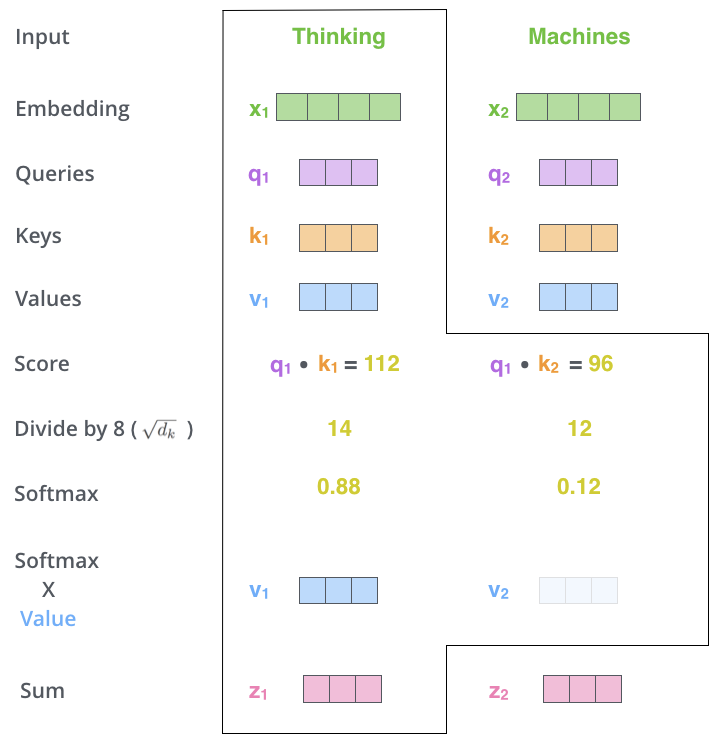 Input Thinking Machines
Embedding x₁ x₂
Queries q₁ q₂
Keys k₁ k₂
Values v₁ v₂
Score q₁ • k₁ = 112 q₁ • k₂ = 96
Divide by 8 ( √dₖ ) 14 12
Softmax 0.88 0.12
Softmax
X v₁ v₂
Value
Sum z₁ z₂